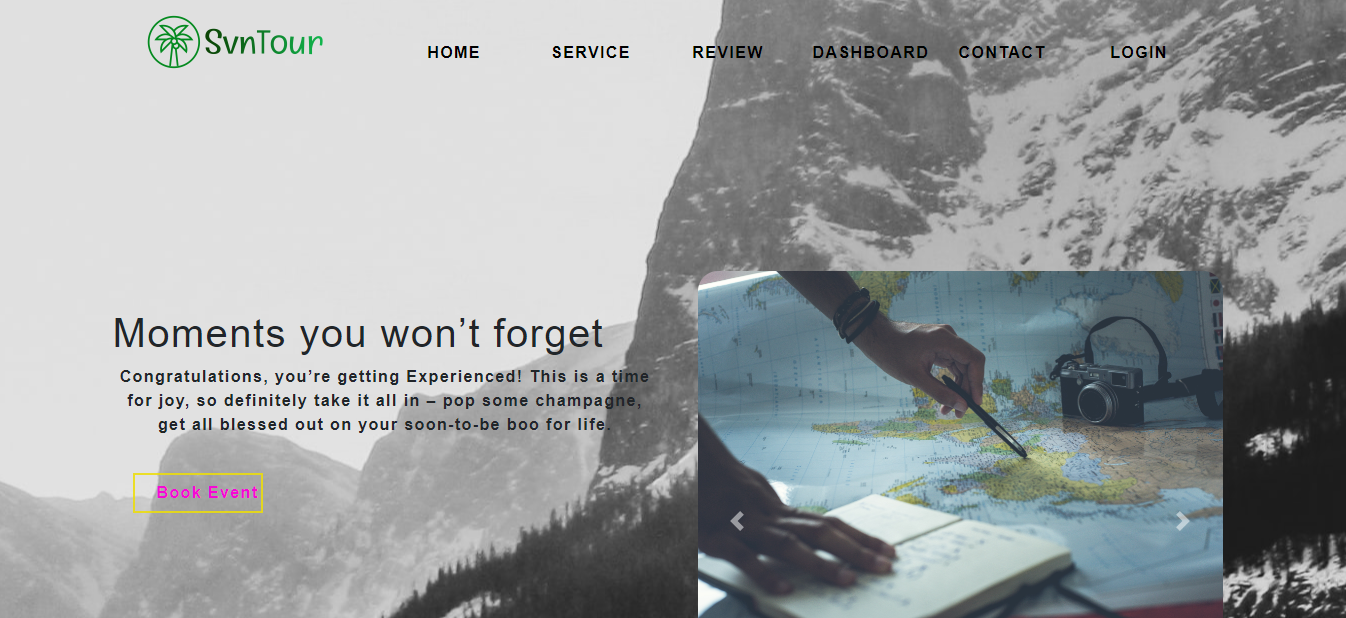 SvnTour
HOME SERVICE REVIEW DASHBOARD CONTACT LOGIN
Moments you won’t forget
Congratulations, you’re getting Experienced! This is a time
for joy, so definitely take it all in – pop some champagne,
get all blessed out on your soon-to-be boo for life.
Book Event